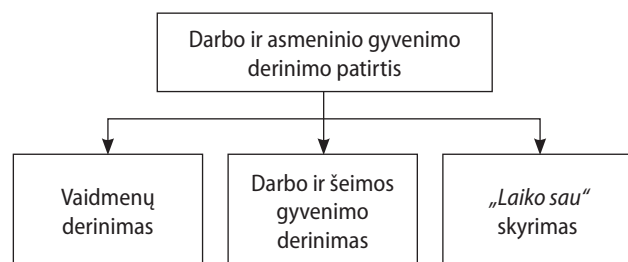 Darbo ir asmeninio gyvenimo
derinimo patirtis
Vaidmenų
derinimas
Darbo ir šeimos
gyvenimo
derinimas
„Laiko sau“
skyrimas